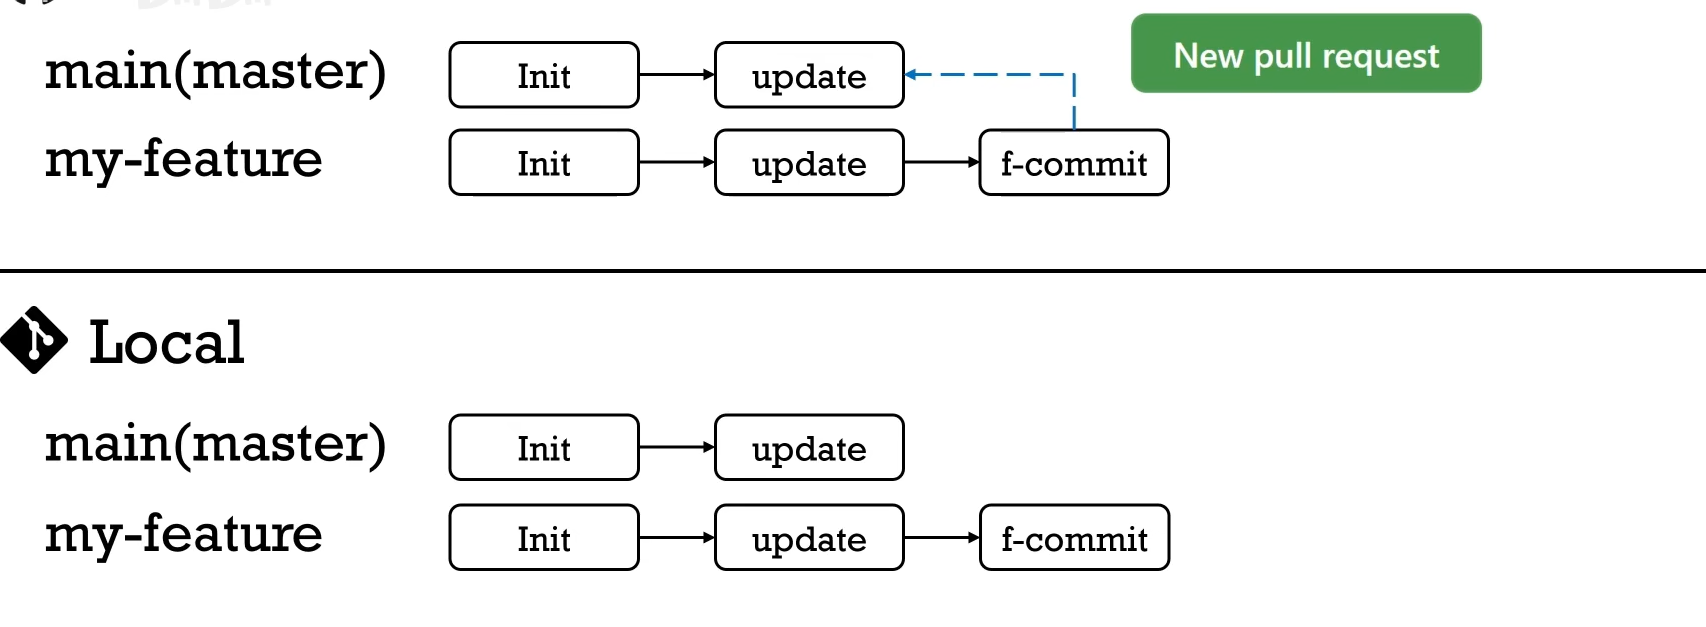 main(master) Init update New pull request
my-feature Init update f-commit
Local
main(master) Init update
my-feature Init update f-commit